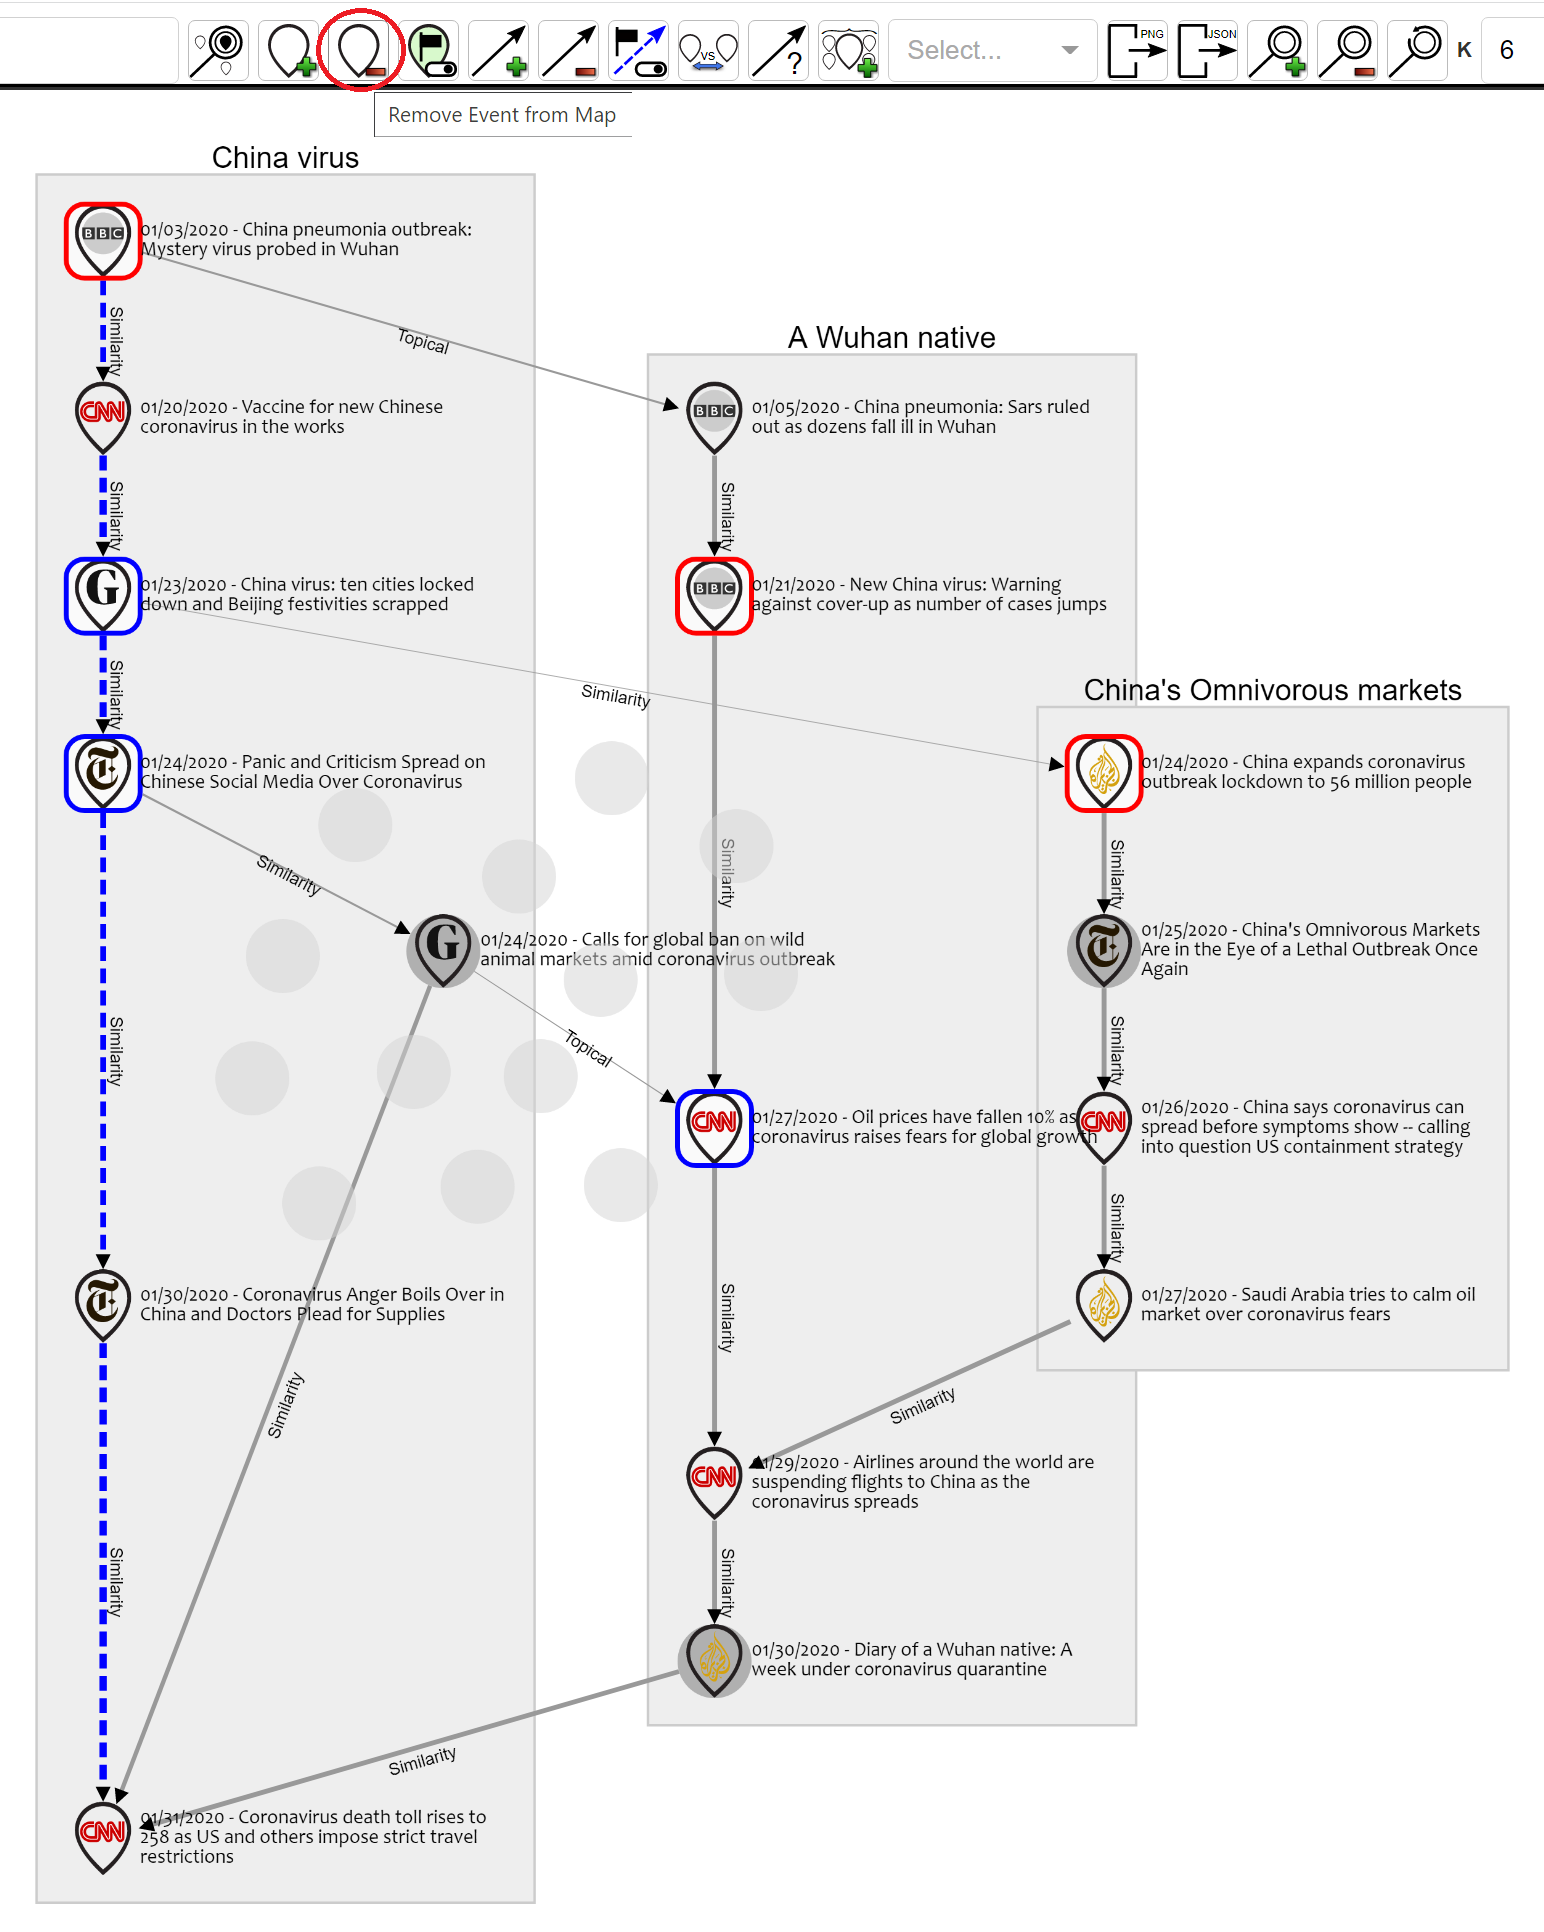 VS
?
Select...
PNG
JSON
K
6
Remove Event from Map
China virus
BBC
01/03/2020 - China pneumonia outbreak:
Mystery virus probed in Wuhan
Similarity
Topical
A Wuhan native
CNN
01/20/2020 - Vaccine for new Chinese
coronavirus in the works
BBC
01/05/2020 - China pneumonia: Sars ruled
out as dozens fall ill in Wuhan
Similarity
Similarity
G
01/23/2020 - China virus: ten cities locked
down and Beijing festivities scrapped
BBC
01/21/2020 - New China virus: Warning
against cover-up as number of cases jumps
Similarity
Similarity
China's Omnivorous markets
T
01/24/2020 - Panic and Criticism Spread on
Chinese Social Media Over Coronavirus
01/24/2020 - China expands coronavirus
outbreak lockdown to 56 million people
Similarity
Similarity
Similarity
G
01/24/2020 - Calls for global ban on wild
animal markets amid coronavirus outbreak
T
01/25/2020 - China's Omnivorous Markets
Are in the Eye of a Lethal Outbreak Once
Again
Similarity
Topical
Similarity
CNN
01/27/2020 - Oil prices have fallen 10% as
coronavirus raises fears for global growth
CNN
01/26/2020 - China says coronavirus can
spread before symptoms show -- calling
into question US containment strategy
Similarity
T
01/30/2020 - Coronavirus Anger Boils Over in
China and Doctors Plead for Supplies
Similarity
01/27/2020 - Saudi Arabia tries to calm oil
market over coronavirus fears
Similarity
Similarity
CNN
01/29/2020 - Airlines around the world are
suspending flights to China as the
coronavirus spreads
Similarity
Similarity
01/30/2020 - Diary of a Wuhan native: A
week under coronavirus quarantine
Similarity
CNN
01/31/2020 - Coronavirus death toll rises to
258 as US and others impose strict travel
restrictions